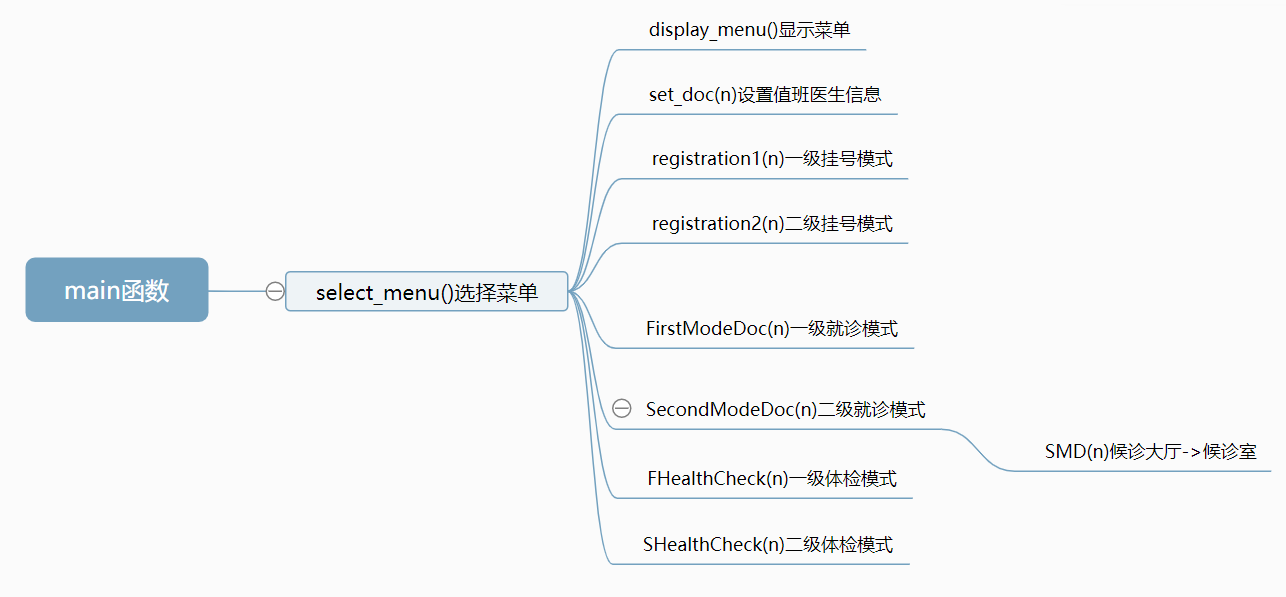 main函数
select_menu()选择菜单
display_menu()显示菜单
set_doc(n)设置值班医生信息
registration1(n)一级挂号模式
registration2(n)二级挂号模式
FirstModeDoc(n)一级就诊模式
SecondModeDoc(n)二级就诊模式
SMD(n)候诊大厅->候诊室
FHealthCheck(n)一级体检模式
SHealthCheck(n)二级体检模式